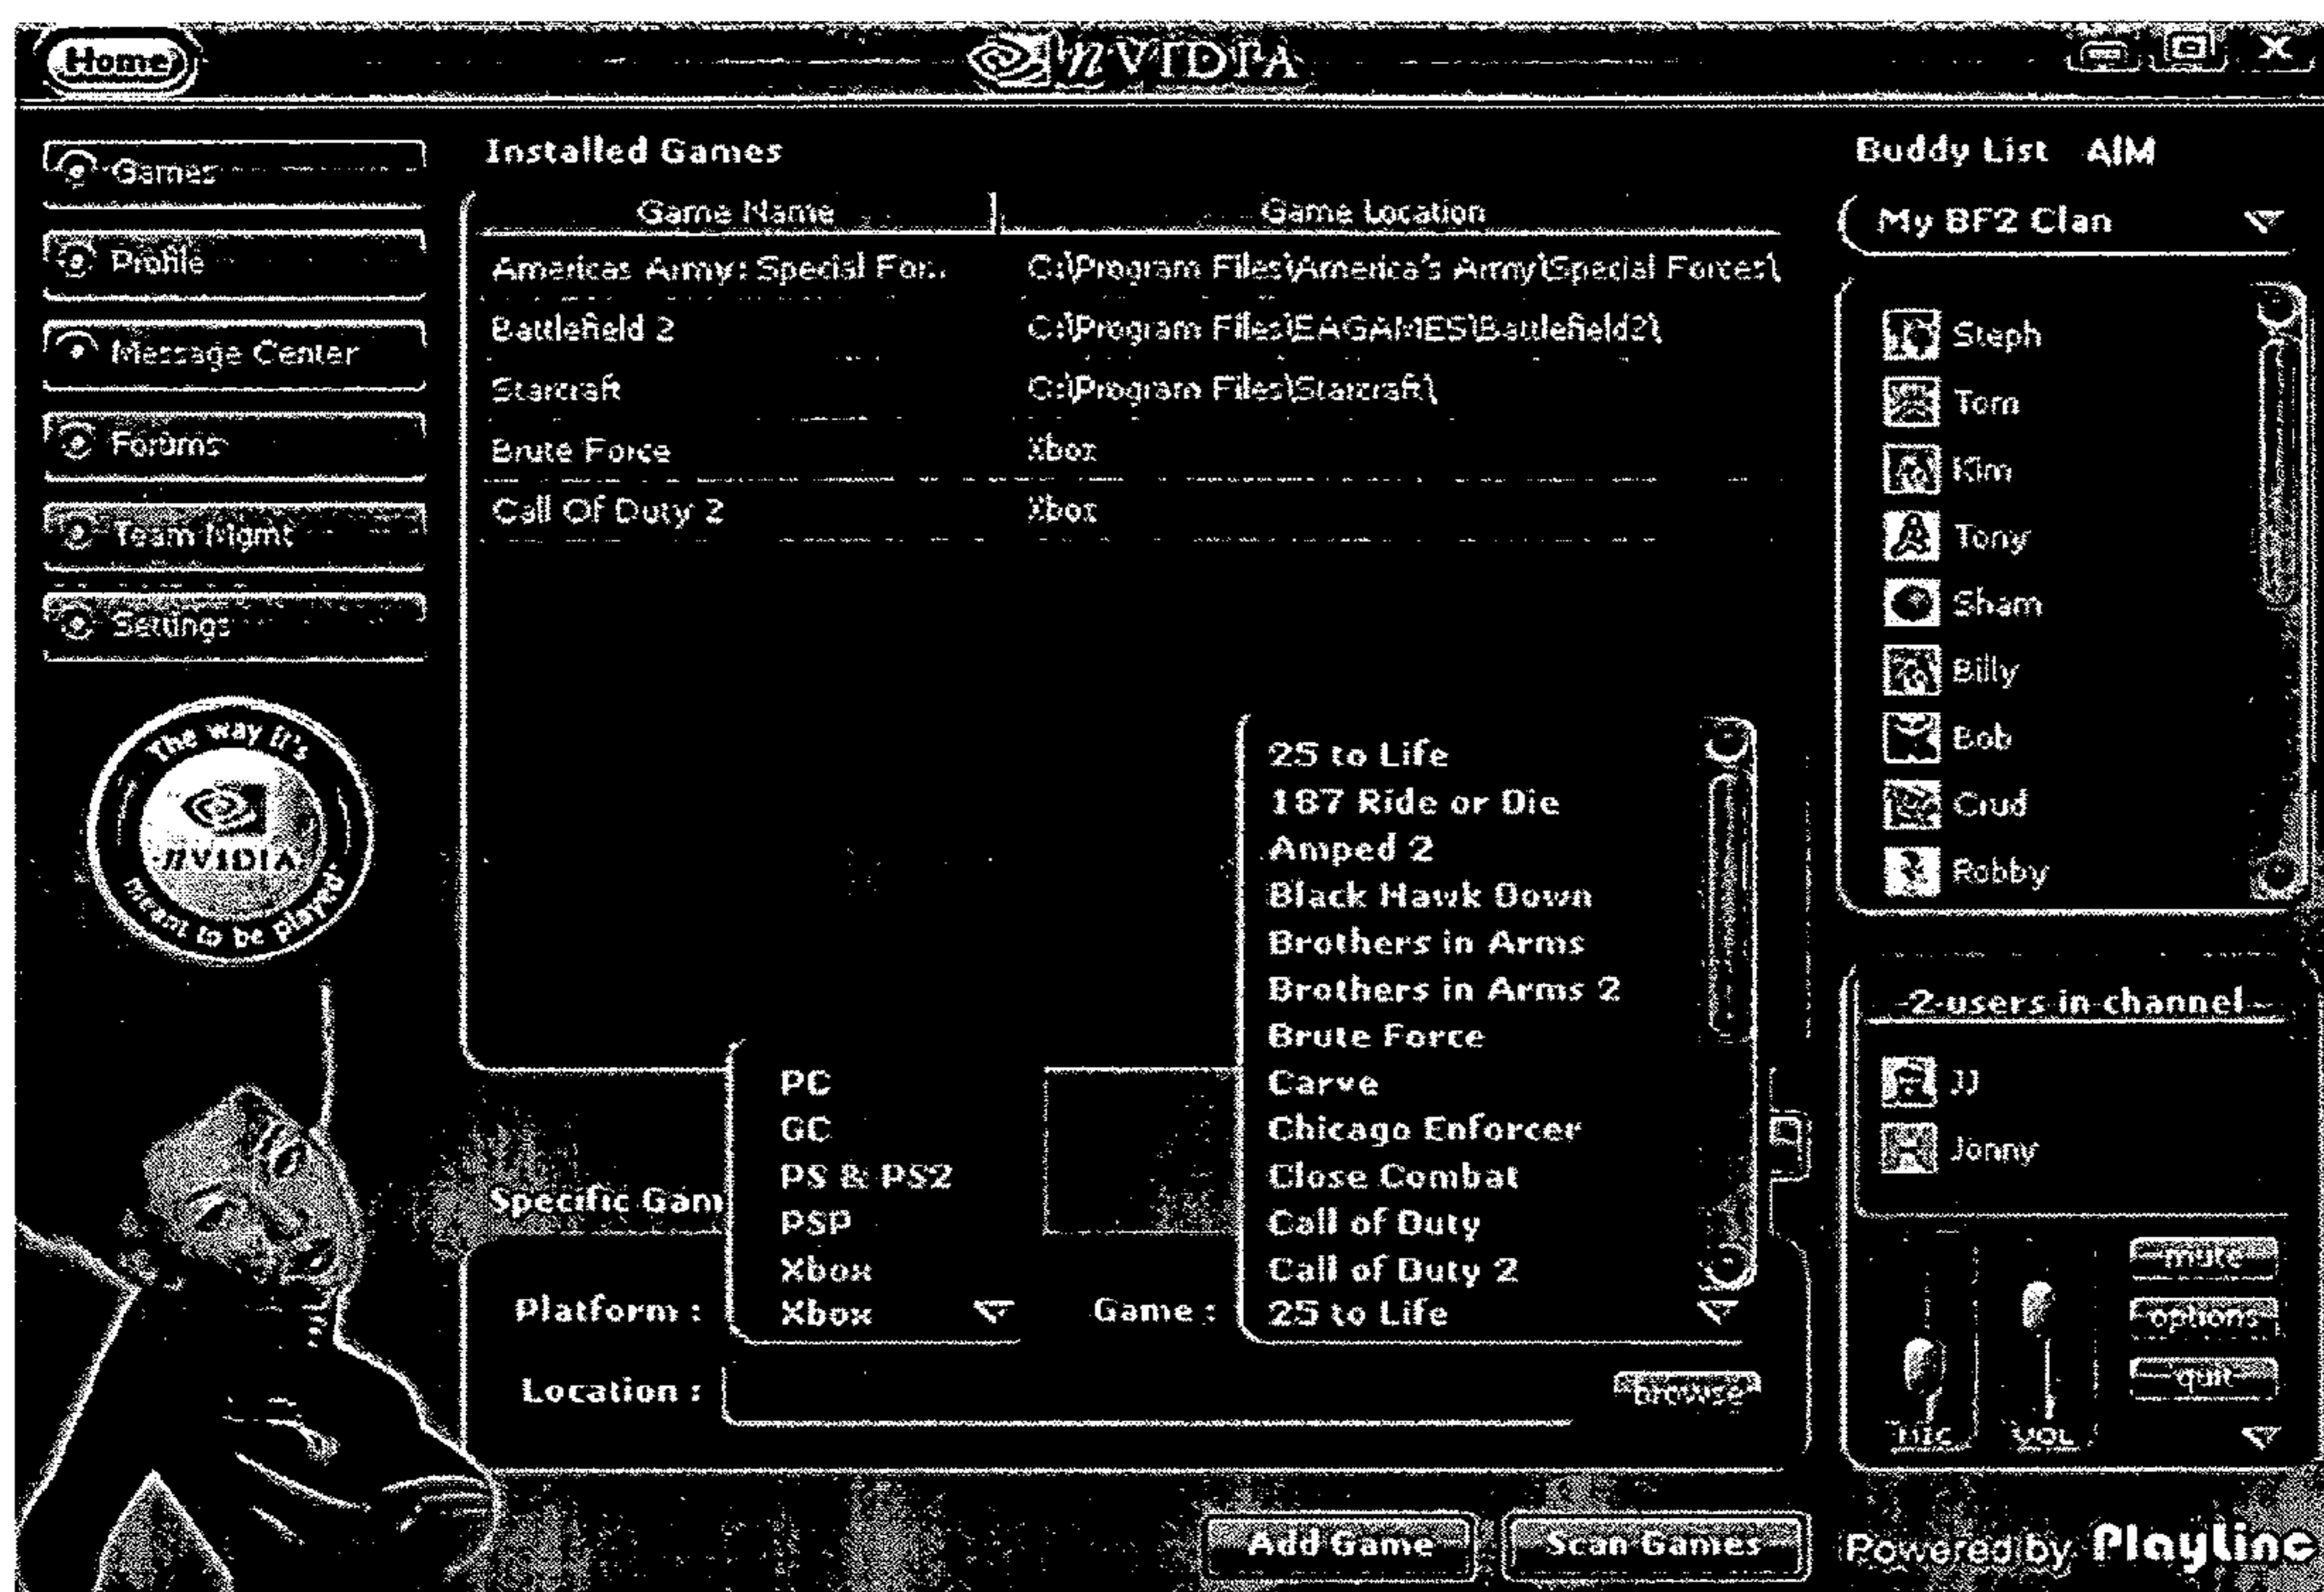 Home
nVIDIA
Games
Profile
Message Center
Forums
Team Mgmt
Settings
The way it's
nVIDIA
meant to be played
Installed Games
Game Name Game Location
Americas Army: Special For... C:\Program Files\America's Army\Special Forces\
Battlefield 2 C:\Program Files\EAGAMES\Battlefield2\
Starcraft C:\Program Files\Starcraft\
Brute Force Xbox
Call Of Duty 2 Xbox
25 to Life
187 Ride or Die
Amped 2
Black Hawk Down
Brothers in Arms
Brothers in Arms 2
Brute Force
Carve
Chicago Enforcer
Close Combat
Call of Duty
Call of Duty 2
PC
GC
PS & PS2
PSP
Xbox
Specific Gam
Platform : Xbox Game : 25 to Life
Location : browse
Add Game Scan Games
Buddy List AIM
My BF2 Clan
Steph
Tom
Kim
Tony
Sham
Billy
Bob
Crud
Robby
2 users in channel
JJ
Jonny
mute
options
quit
MIC VOL
Powered by PlayLinc